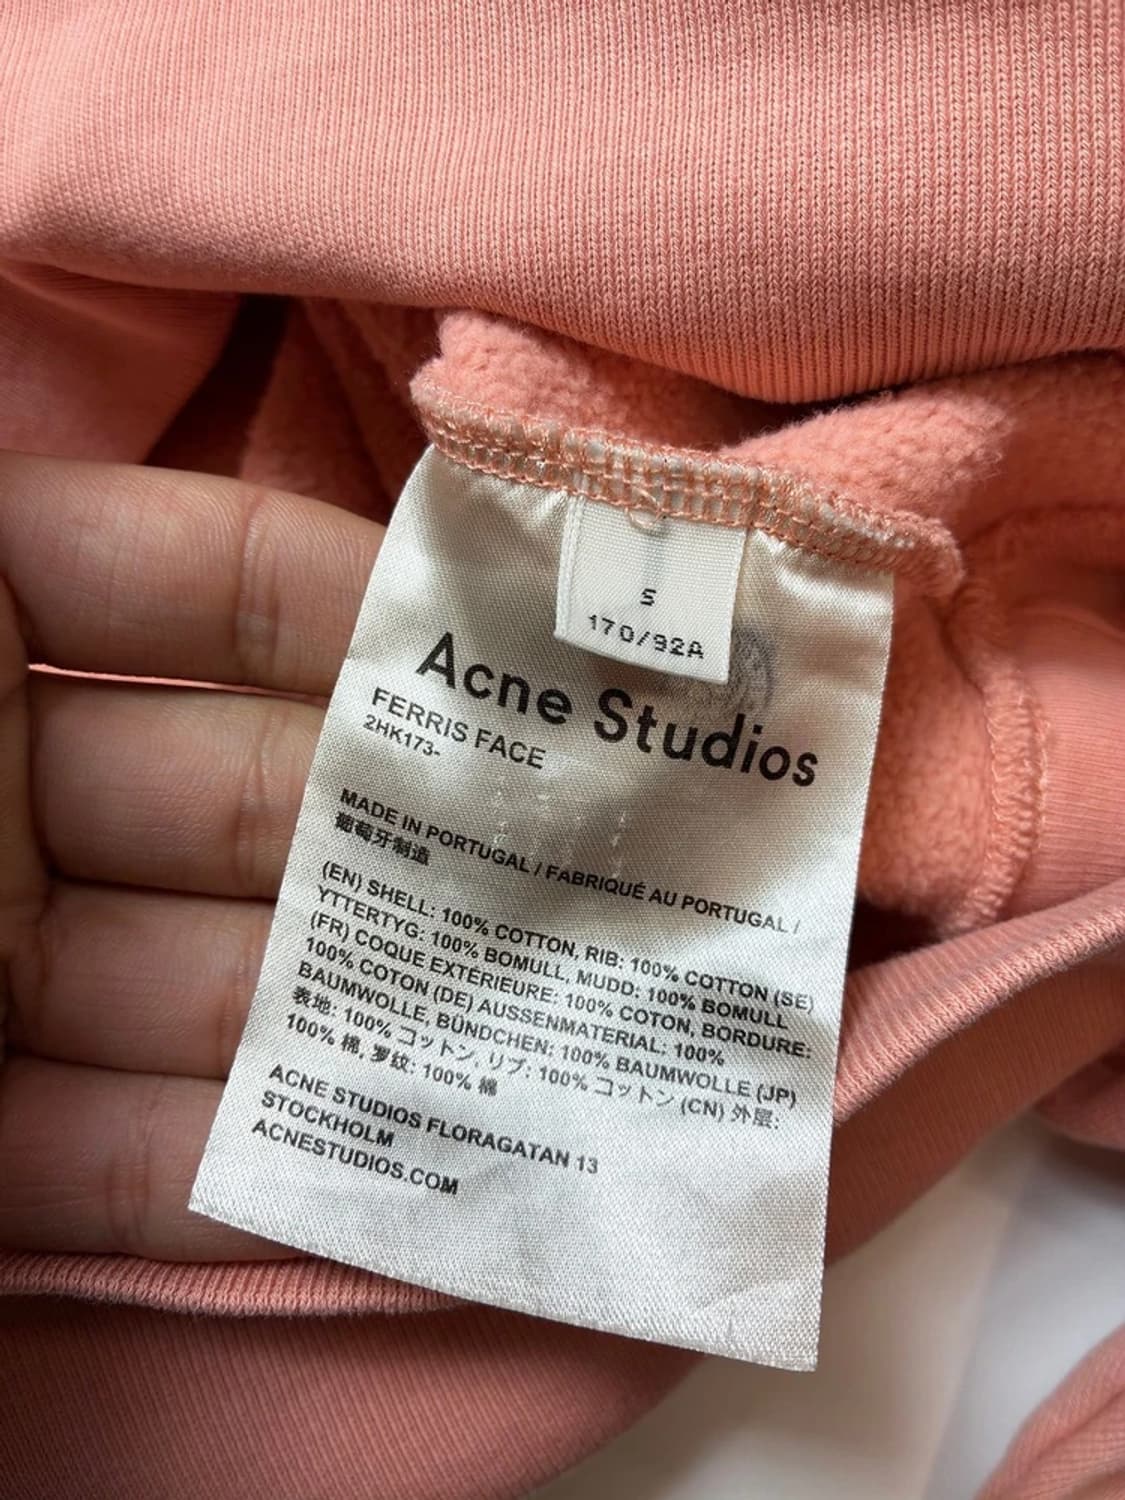 S
170/92A
Acne Studios
FERRIS FACE
2HK173-
MADE IN PORTUGAL / FABRIQUÉ AU PORTUGAL /
葡萄牙制造
(EN) SHELL: 100% COTTON, RIB: 100% COTTON (SE)
YTTERTYG: 100% BOMULL, MUDD: 100% BOMULL
(FR) COQUE EXTÉRIEURE: 100% COTON, BORDURE:
100% COTON (DE) AUSSENMATERIAL: 100%
BAUMWOLLE, BÜNDCHEN: 100% BAUMWOLLE (JP)
表地: 100% コットン, リブ: 100% コットン (CN) 外层:
100% 棉, 罗纹: 100% 棉
ACNE STUDIOS FLORAGATAN 13
STOCKHOLM
ACNESTUDIOS.COM